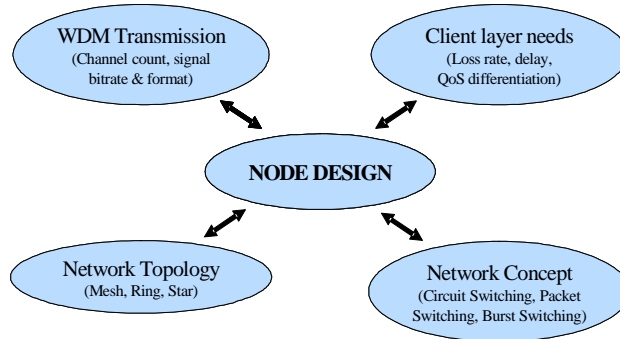 WDM Transmission
(Channel count, signal
bitrate & format)
Client layer needs
(Loss rate, delay,
QoS differentiation)
NODE DESIGN
Network Topology
(Mesh, Ring, Star)
Network Concept
(Circuit Switching, Packet
Switching, Burst Switching)